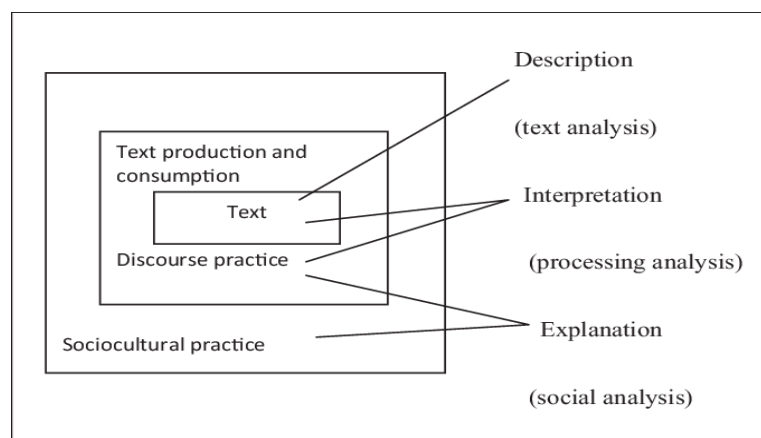 Description
(text analysis)
Text production and
consumption
Text
Interpretation
Discourse practice
(processing analysis)
Explanation
Sociocultural practice
(social analysis)